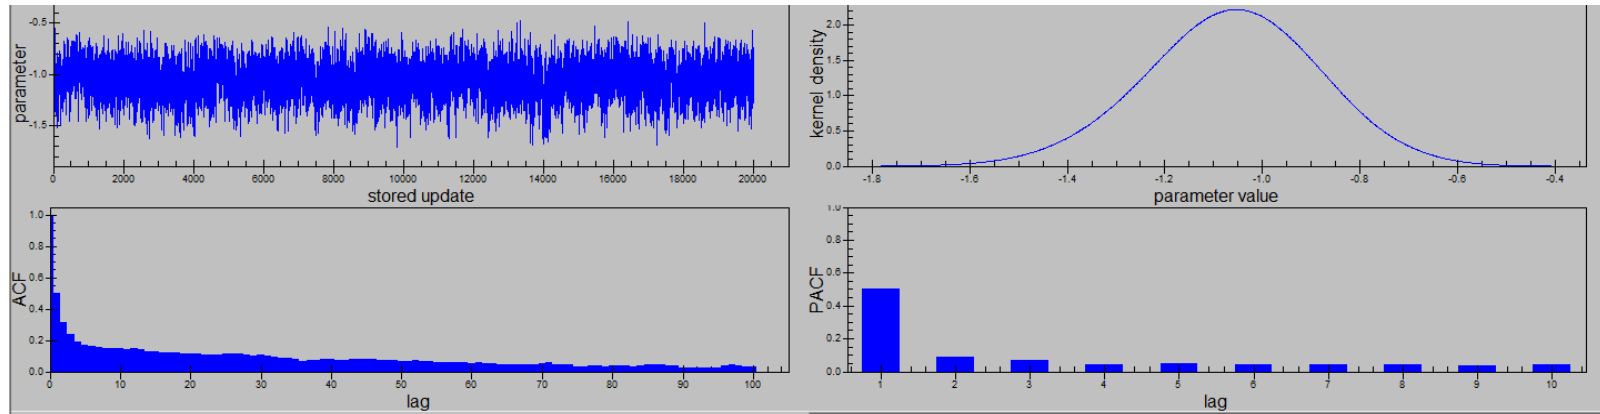 parameter
-0.5
-1.0
-1.5
0 2000 4000 6000 8000 10000 12000 14000 16000 18000 20000
stored update
kernel density
2.0
1.5
1.0
0.5
0.0
-1.8 -1.6 -1.4 -1.2 -1.0 -0.8 -0.6 -0.4
parameter value
ACF
1.0
0.8
0.6
0.4
0.2
0.0
0 10 20 30 40 50 60 70 80 90 100
lag
PACF
1.0
0.8
0.6
0.4
0.2
0.0
1 2 3 4 5 6 7 8 9 10
lag